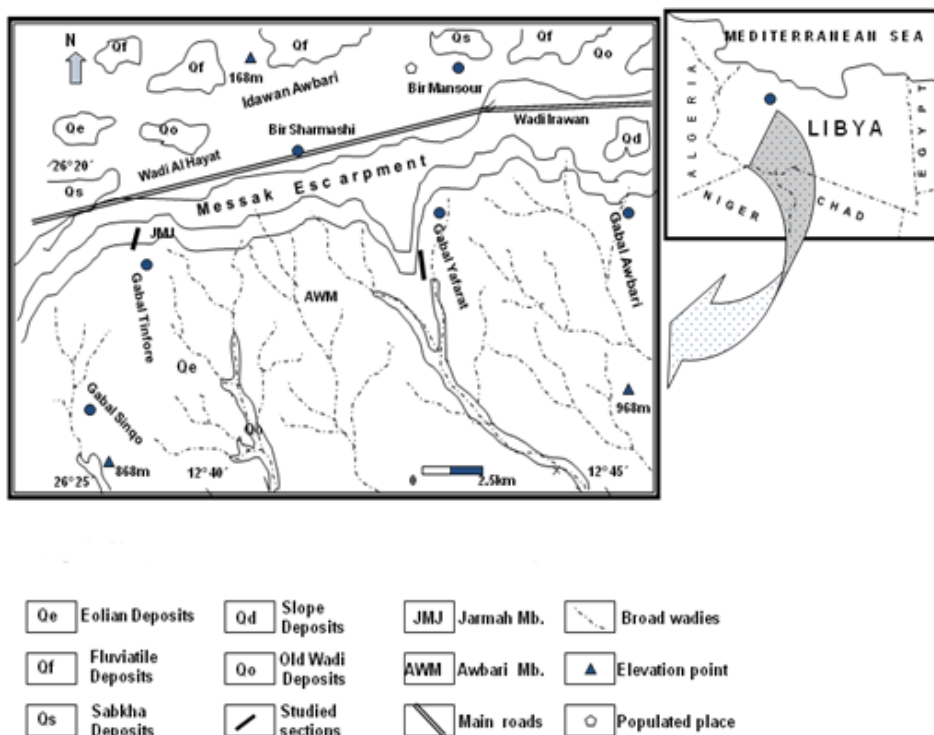 N
Qf
Qf
168m
Qf
Qs
Qf
Qo
Idawan Awbari
Bir Mansour
Qe
Qo
Bir Sharmashi
Wadi Irawan
Qd
26°20´
Wadi Al Hayat
Qs
Messak Escarpment
JMJ
Gabal Tinfore
AWM
Gabal Yafarat
Gabal Awbari
Qe
Gabal Sinqo
Qo
968m
868m
26°25´
12°40´
0
2.5km
12°45´
MEDITERRANEAN SEA
ALGERIA
LIBYA
EGYPT
NIGER
CHAD
Qe Eolian Deposits
Qd Slope
Deposits
JMJ Jarmah Mb.
Broad wadies
Qf Fluviatile
Deposits
Qo Old Wadi
Deposits
AWM Awbari Mb.
Elevation point
Qs Sabkha
Deposits
Studied
sections
Main roads
Populated place